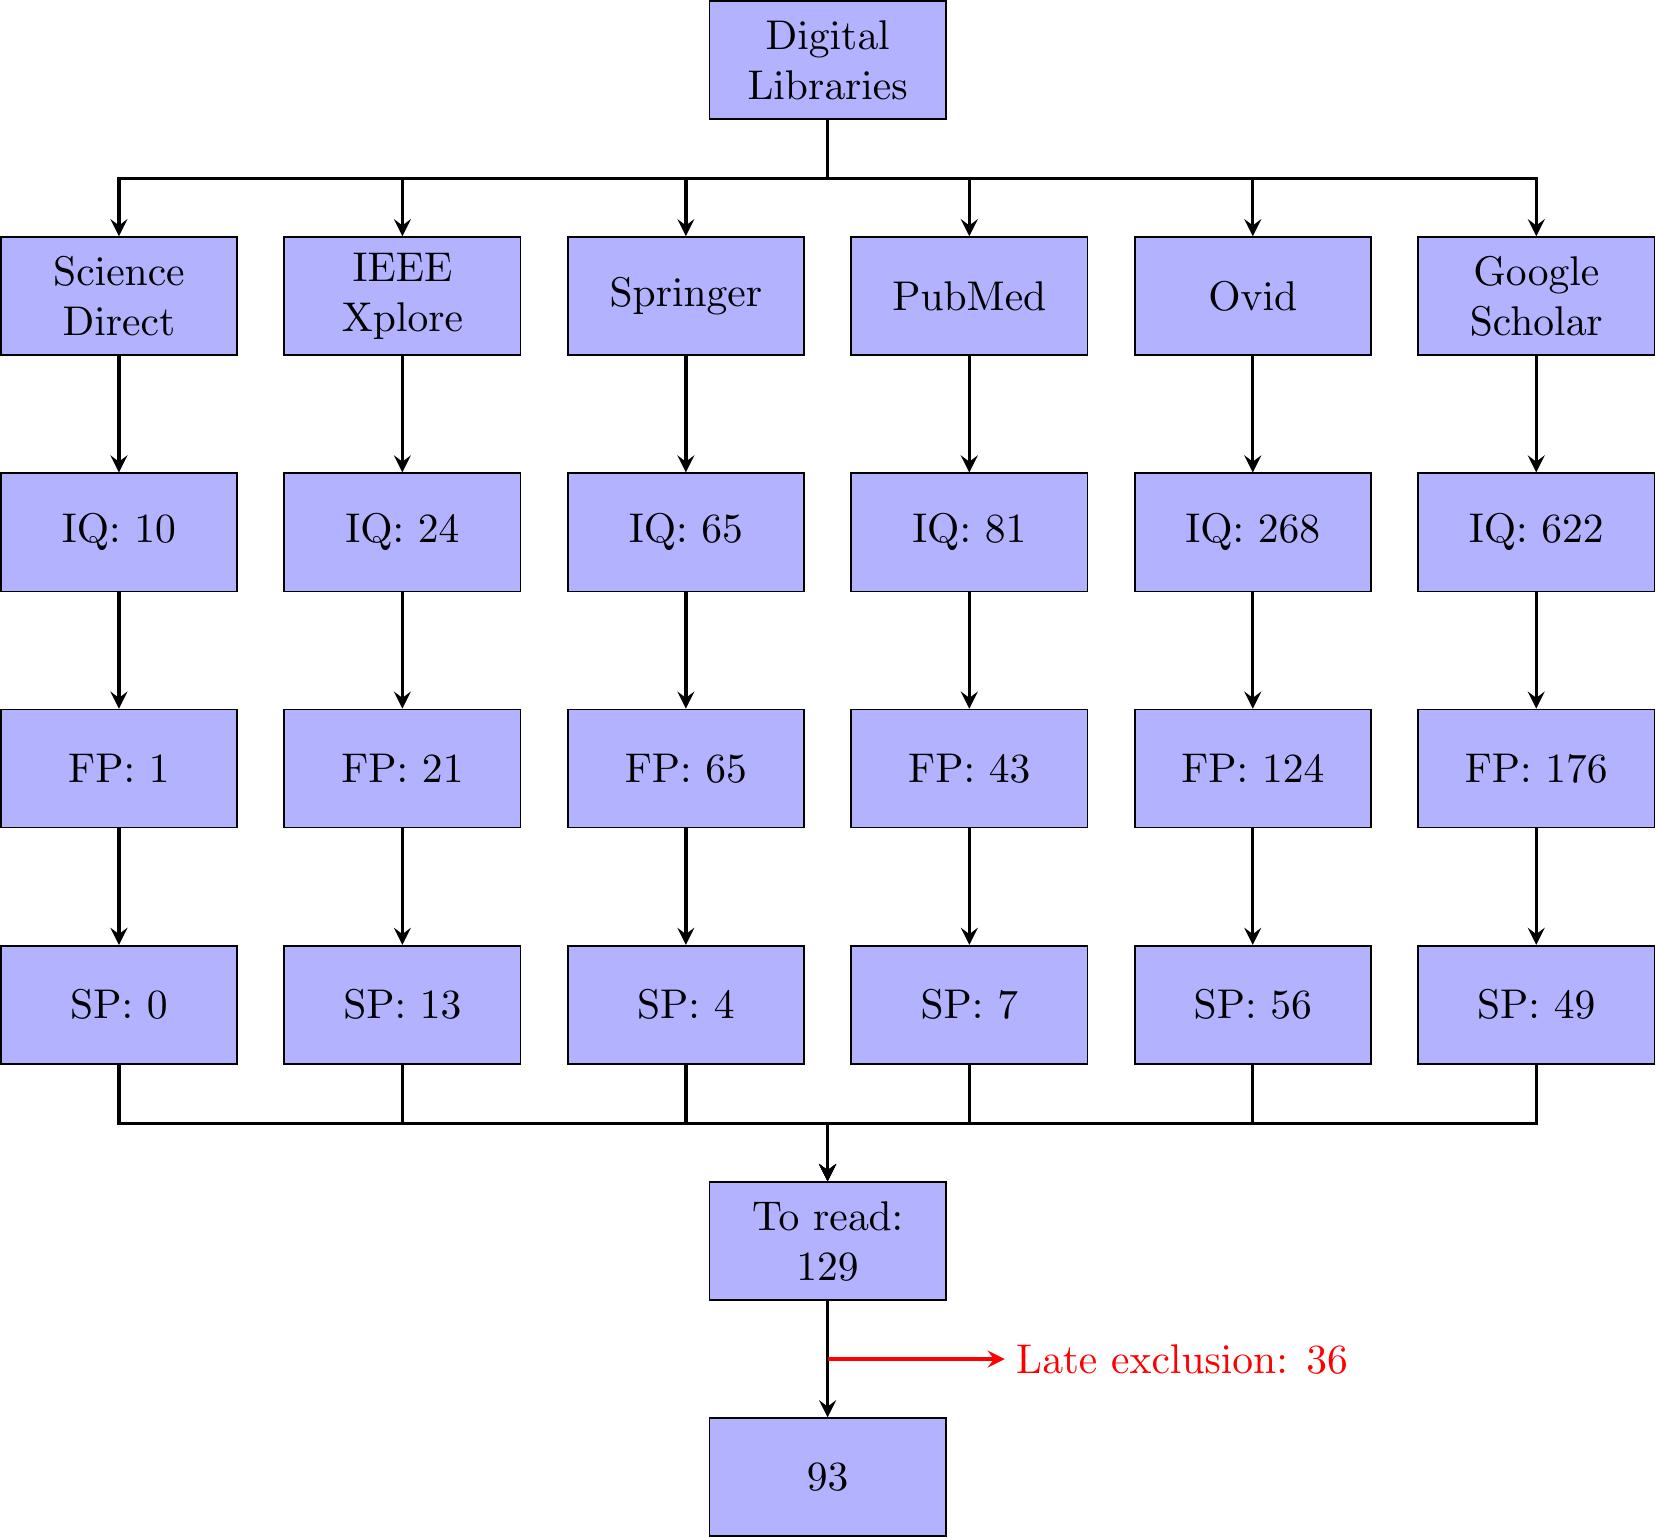 Digital
Libraries
Science
Direct
IEEE
Xplore
Springer
PubMed
Ovid
Google
Scholar
IQ: 10
IQ: 24
IQ: 65
IQ: 81
IQ: 268
IQ: 622
FP: 1
FP: 21
FP: 65
FP: 43
FP: 124
FP: 176
SP: 0
SP: 13
SP: 4
SP: 7
SP: 56
SP: 49
To read:
129
Late exclusion: 36
93